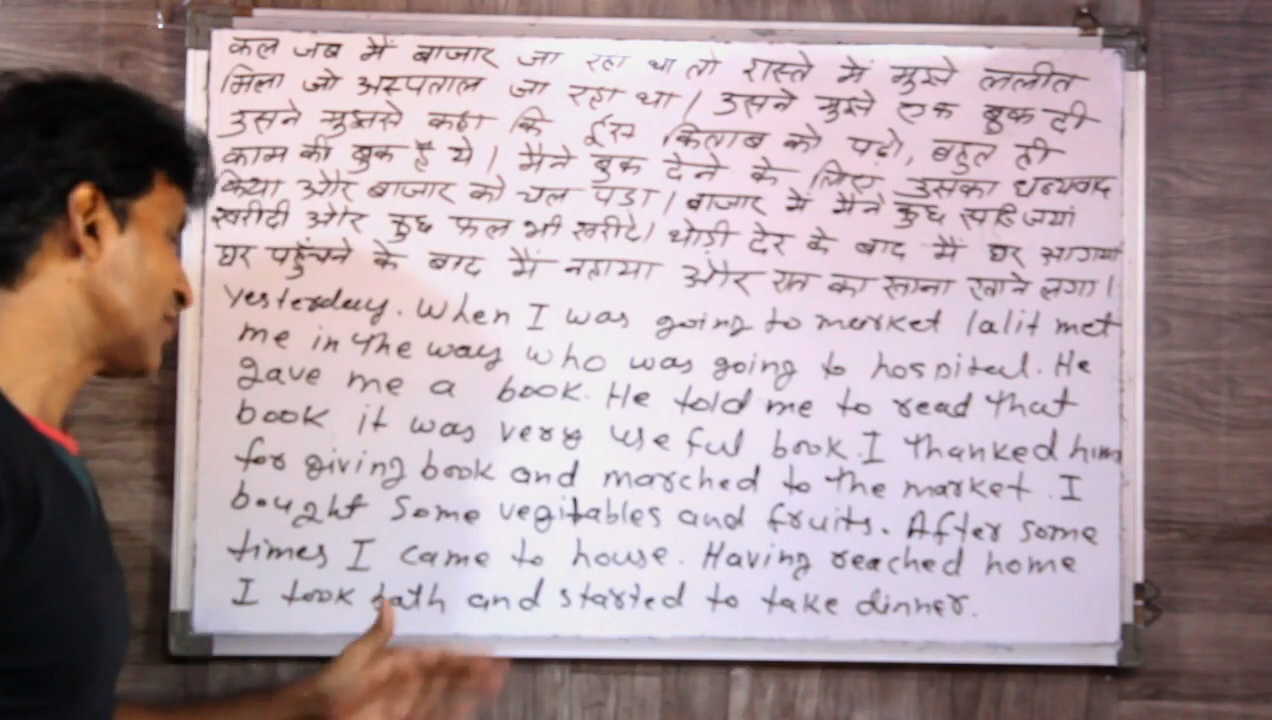 कल जब मैं बाजार जा रहा था तो रास्ते में मुझे ललीत
मिला जो अस्पताल जा रहा था। उसने मुझे एक बुक दी
उसने मुझसे कहा कि इस किताब को पढ़ो, बहुत ही
काम की बुक है ये। मैंने बुक देने के लिए उसका धन्यवाद
किया और बाजार को चल पडा। बाजार में मैंने कुछ सब्जियां
खरीदी और कुछ फल भी खरीदे। थोड़ी देर के बाद मैं घर आगया
घर पहुंचने के बाद मैं नहाया और रात का खाना खाने लगा।
Yesterday. When I was going to market lalit met
me in the way who was going to hospital. He
gave me a book. He told me to read that
book it was very useful book. I thanked him
for giving book and marched to the market. I
bought some vegitables and fruits. After some
times I came to house. Having reached home
I took bath and started to take dinner.